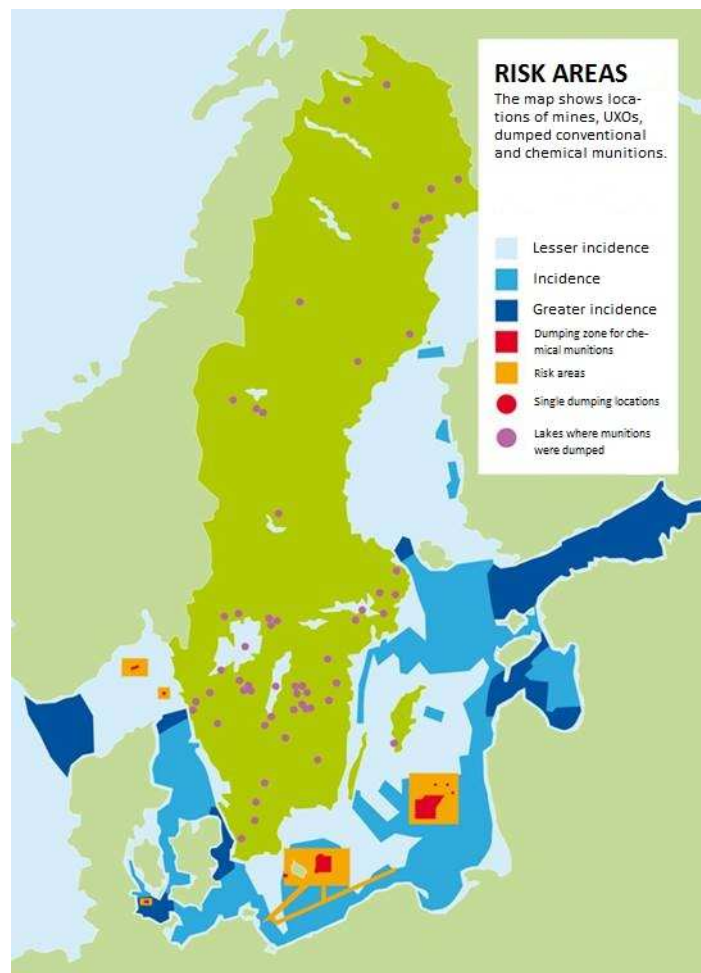 RISK AREAS
The map shows loca-
tions of mines, UXOs,
dumped conventional
and chemical munitions.
Lesser incidence
Incidence
Greater incidence
Dumping zone for che-
mical munitions
Risk areas
Single dumping locations
Lakes where munitions
were dumped